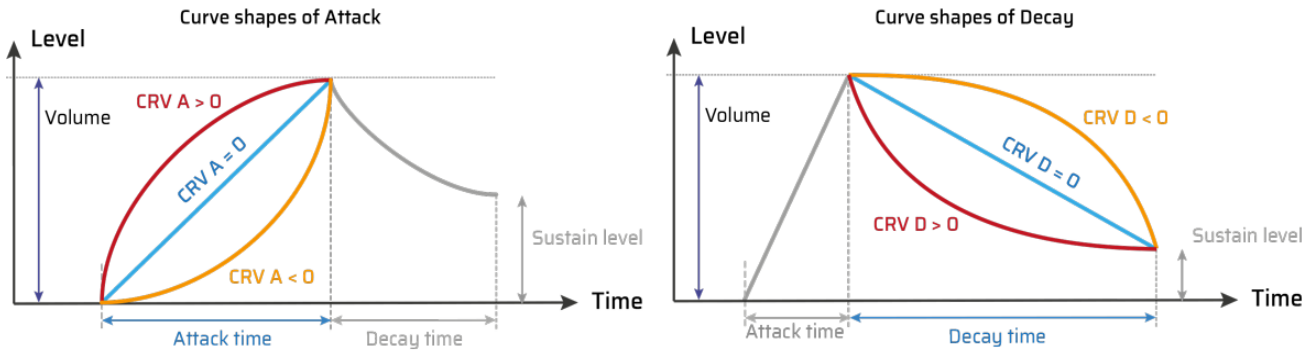 Curve shapes of Attack
Level
CRV A > 0
Volume
CRV A = 0
Sustain level
CRV A < 0
Time
Attack time
Decay time
Curve shapes of Decay
Level
Volume
CRV D < 0
CRV D = 0
CRV D > 0
Sustain level
Time
Attack time
Decay time